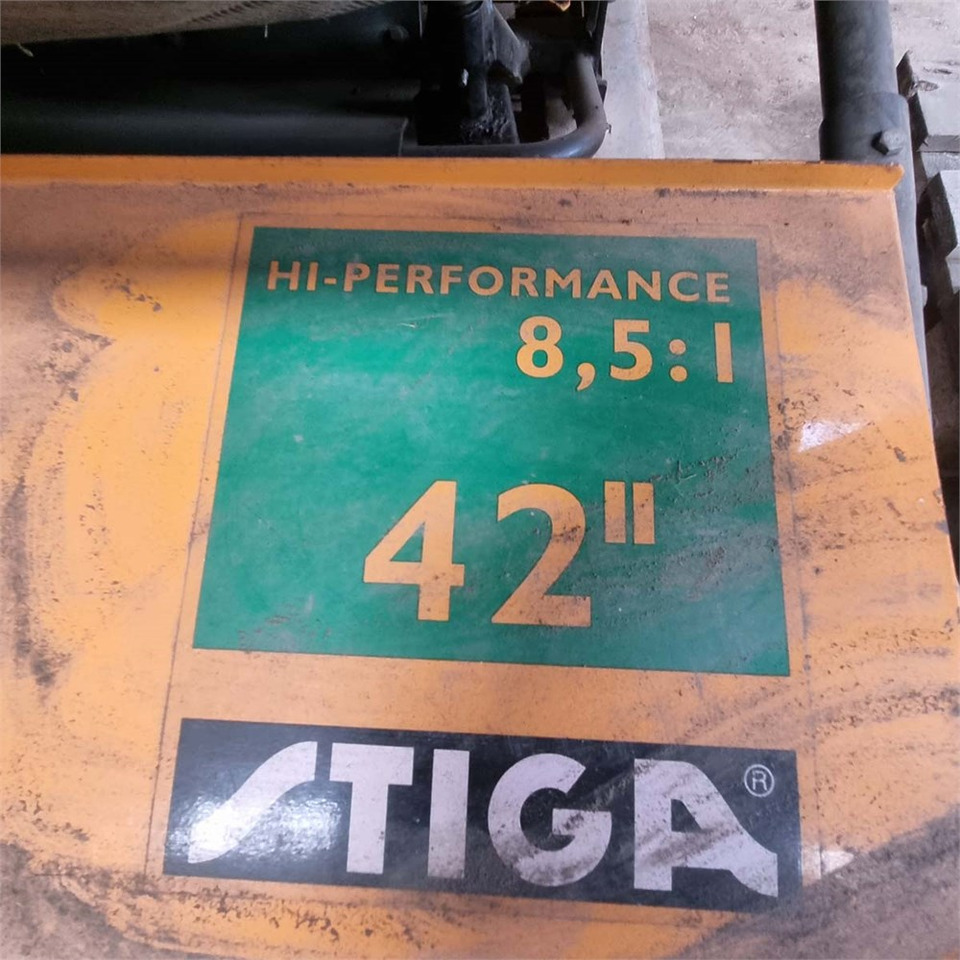 HI-PERFORMANCE
8,5:1
42"
STIGA®